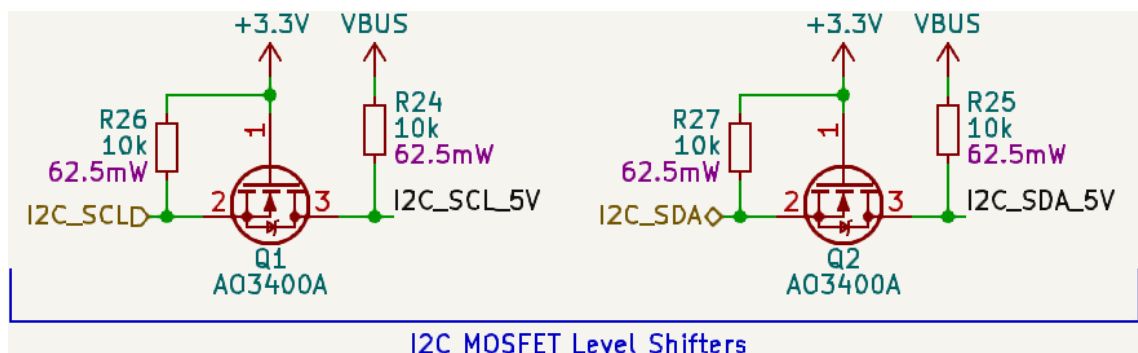 +3.3V VBUS
R26
10k
62.5mW
1
R24
10k
62.5mW
I2C_SCL
2
3
I2C_SCL_5V
Q1
AO3400A
+3.3V VBUS
R27
10k
62.5mW
1
R25
10k
62.5mW
I2C_SDA
2
3
I2C_SDA_5V
Q2
AO3400A
I2C MOSFET Level Shifters